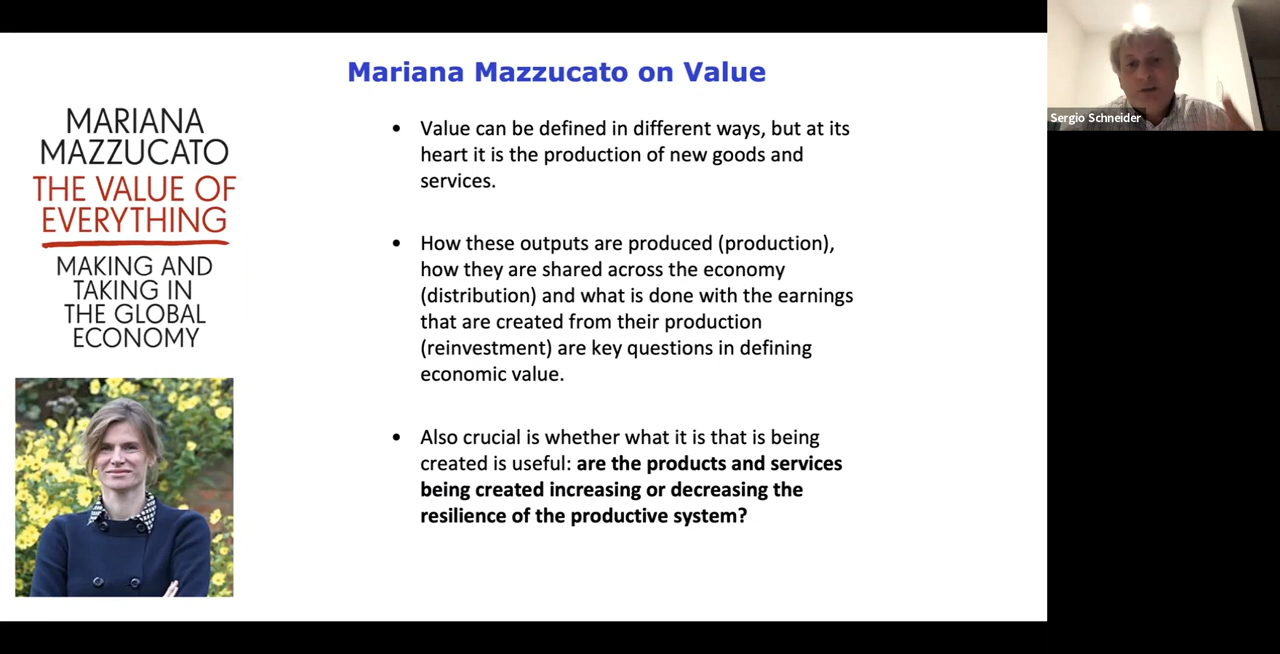 Mariana Mazzucato on Value
MARIANA
MAZZUCATO
THE VALUE OF
EVERYTHING
MAKING AND
TAKING IN
THE GLOBAL
ECONOMY
• Value can be defined in different ways, but at its
heart it is the production of new goods and
services.
• How these outputs are produced (production),
how they are shared across the economy
(distribution) and what is done with the earnings
that are created from their production
(reinvestment) are key questions in defining
economic value.
• Also crucial is whether what it is that is being
created is useful: are the products and services
being created increasing or decreasing the
resilience of the productive system?
Sergio Schneider